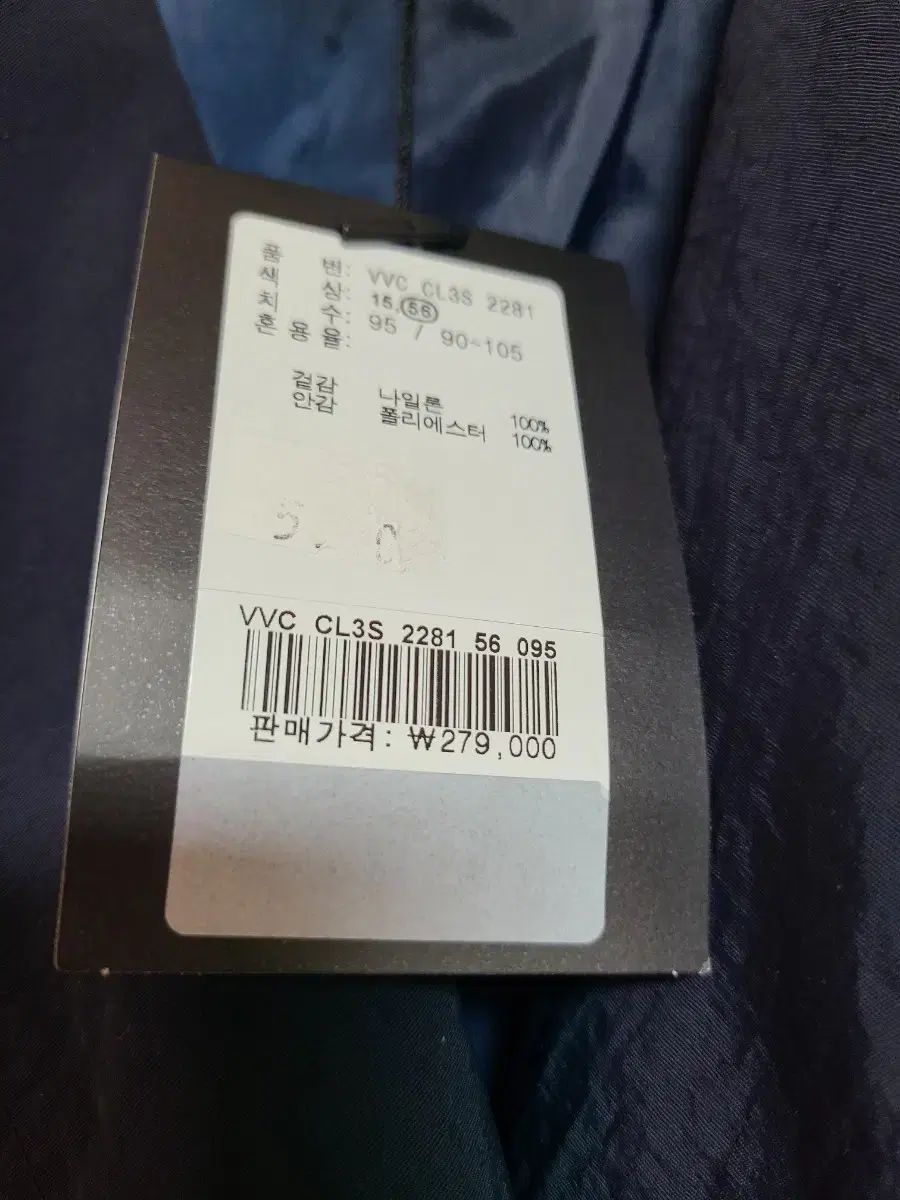 품 번: VVC CL3S 2281
색 상: 15, 56
치 수: 95 / 90-105
혼 용 율:
겉감 나일론 100%
안감 폴리에스터 100%
VVC CL3S 2281 56 095
판매가격: ₩279,000